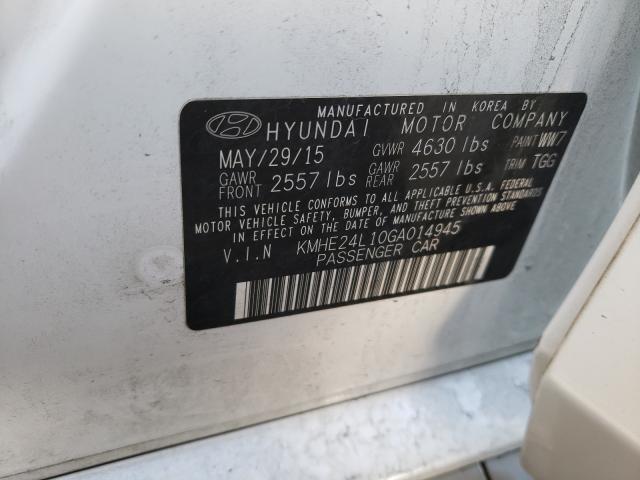 MANUFACTURED IN KOREA BY
HYUNDAI MOTOR COMPANY
MAY/29/15 GVWR 4630 lbs PAINT WW7
GAWR FRONT 2557 lbs GAWR REAR 2557 lbs TRIM TGG
THIS VEHICLE CONFORMS TO ALL APPLICABLE U.S.A. FEDERAL
MOTOR VEHICLE SAFETY, BUMPER, AND THEFT PREVENTION STANDARDS
IN EFFECT ON THE DATE OF MANUFACTURE SHOWN ABOVE.
V.I.N KMHE24L10GA014945
PASSENGER CAR